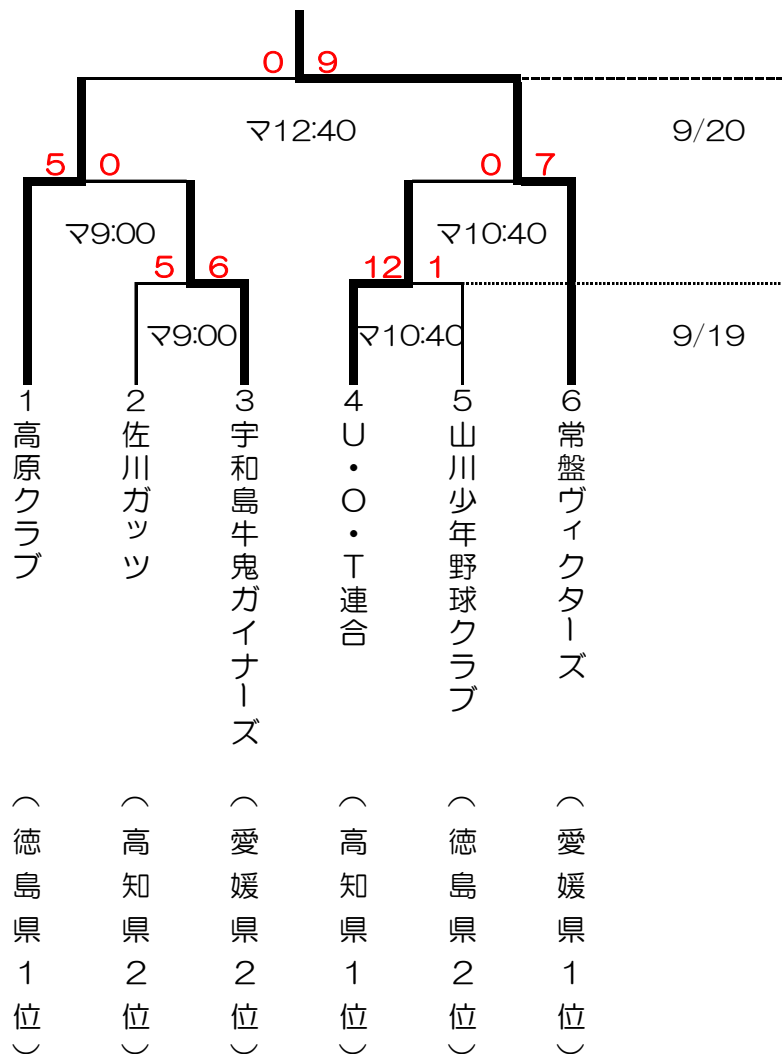 0 9
マ12:40 9/20
5 0 0 7
マ9:00 マ10:40
5 6 12 1
マ9:00 マ10:40 9/19
1 高原クラブ (徳島県1位)
2 佐川ガッツ (高知県2位)
3 宇和島牛鬼ガイナーズ (愛媛県2位)
4 U・O・T連合 (高知県1位)
5 山川少年野球クラブ (徳島県2位)
6 常盤ヴィクターズ (愛媛県1位)